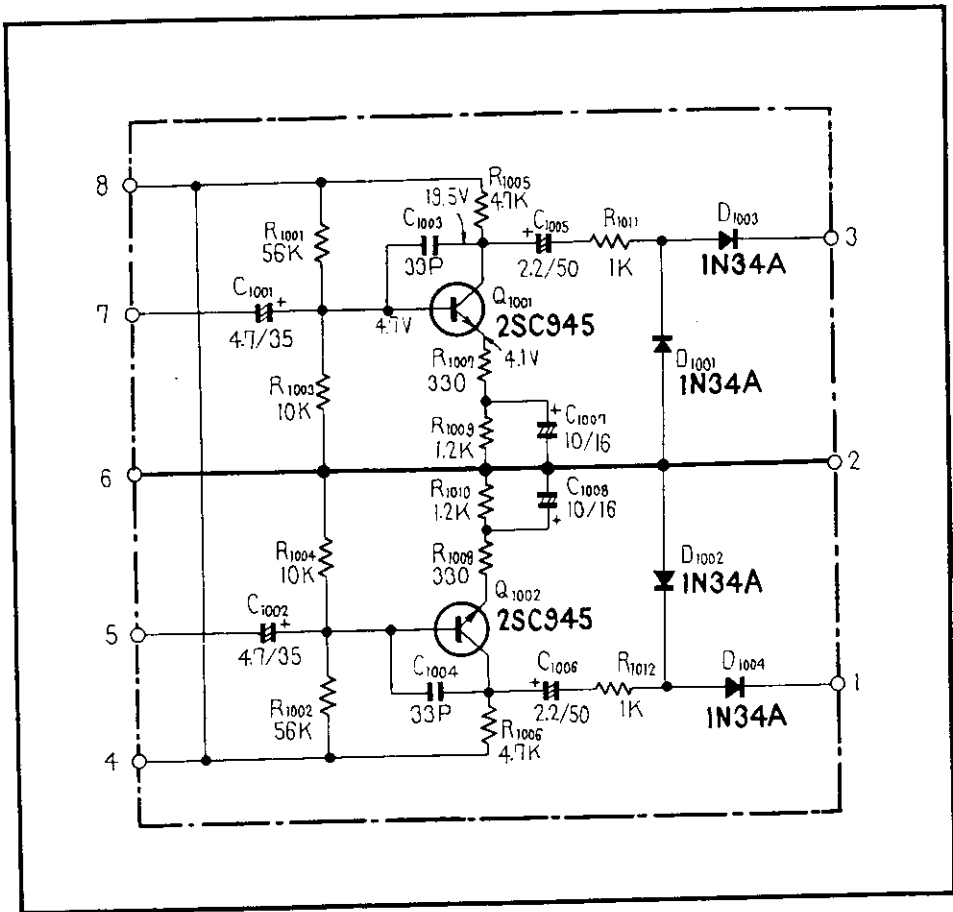 8
R1005
4.7K
19.5V
C1003
33P
R1001
56K
C1005
2.2/50
R1011
1K
D1003
1N34A
3
7
C1001
4.7/35
4.7V
Q1001
2SC945
4.1V
R1007
330
D1001
1N34A
R1003
10K
R1009
1.2K
C1007
10/16
6
2
R1010
1.2K
C1008
10/16
R1004
10K
R1008
330
D1002
1N34A
Q1002
2SC945
5
C1002
4.7/35
C1004
33P
C1006
2.2/50
R1012
1K
D1004
1N34A
1
R1002
56K
R1006
4.7K
4